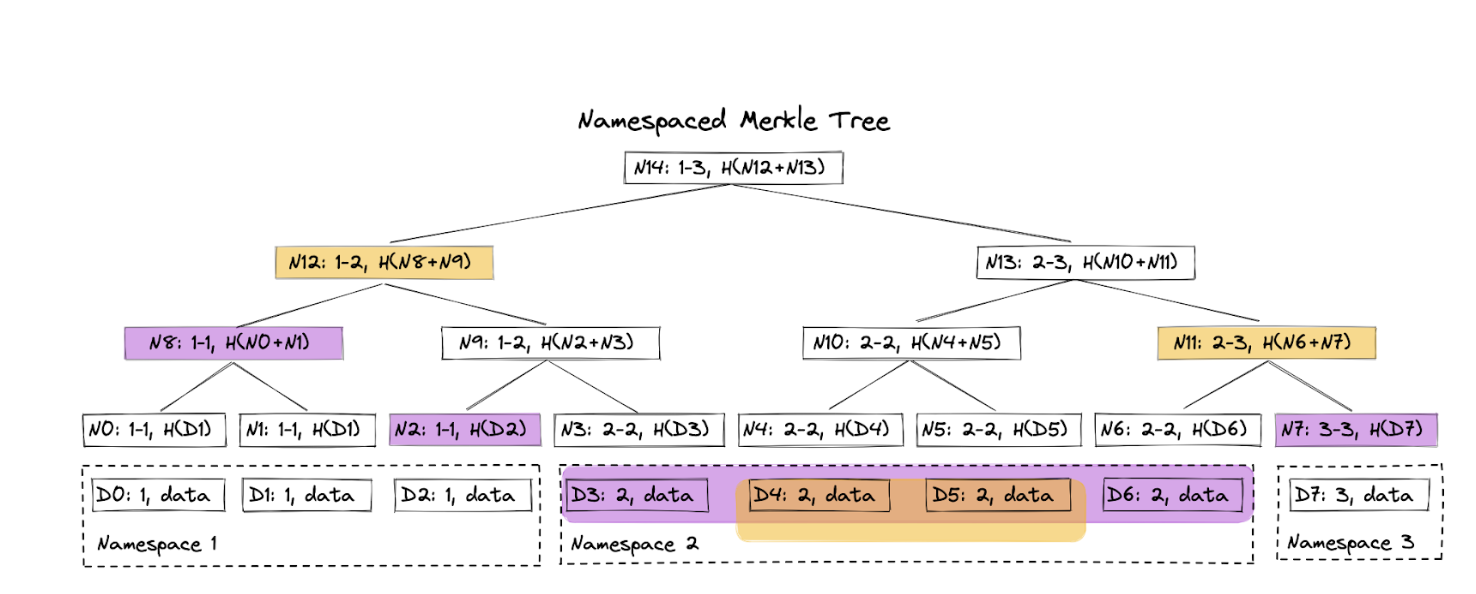 Namespaced Merkle Tree
N14: 1-3, H(N12+N13)
N12: 1-2, H(N8+N9)
N13: 2-3, H(N10+N11)
N8: 1-1, H(N0+N1)
N9: 1-2, H(N2+N3)
N10: 2-2, H(N4+N5)
N11: 2-3, H(N6+N7)
N0: 1-1, H(D1)
N1: 1-1, H(D1)
N2: 1-1, H(D2)
N3: 2-2, H(D3)
N4: 2-2, H(D4)
N5: 2-2, H(D5)
N6: 2-2, H(D6)
N7: 3-3, H(D7)
D0: 1, data
D1: 1, data
D2: 1, data
D3: 2, data
D4: 2, data
D5: 2, data
D6: 2, data
D7: 3, data
Namespace 1
Namespace 2
Namespace 3